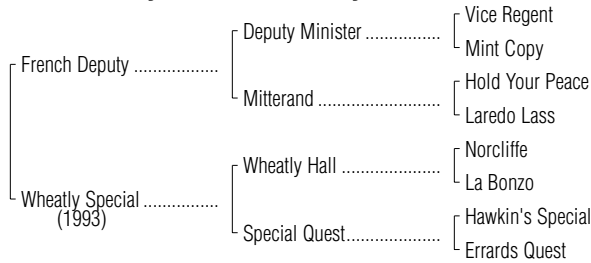 Vice Regent
Deputy Minister ..................
Mint Copy
French Deputy ..................
Hold Your Peace
Mitterand .............................
Laredo Lass
Norcliffe
Wheatly Hall .......................
La Bonzo
Wheatly Special ................
(1993)
Hawkin's Special
Special Quest......................
Errards Quest